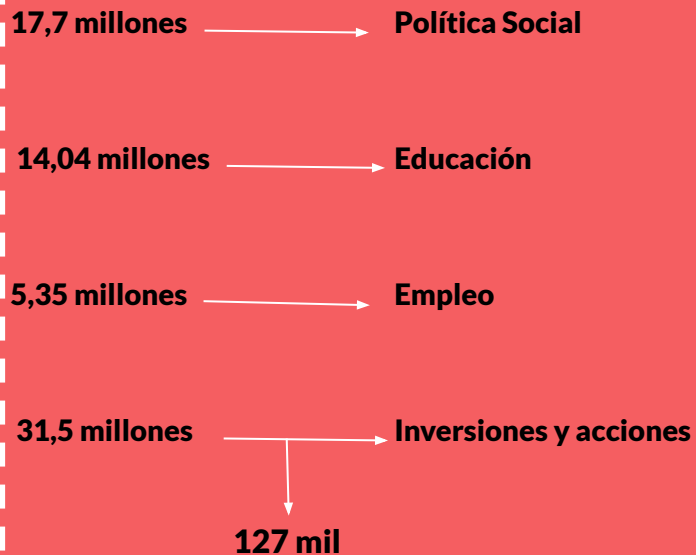 17,7 millones Política Social
14,04 millones Educación
5,35 millones Empleo
31,5 millones Inversiones y acciones
127 mil